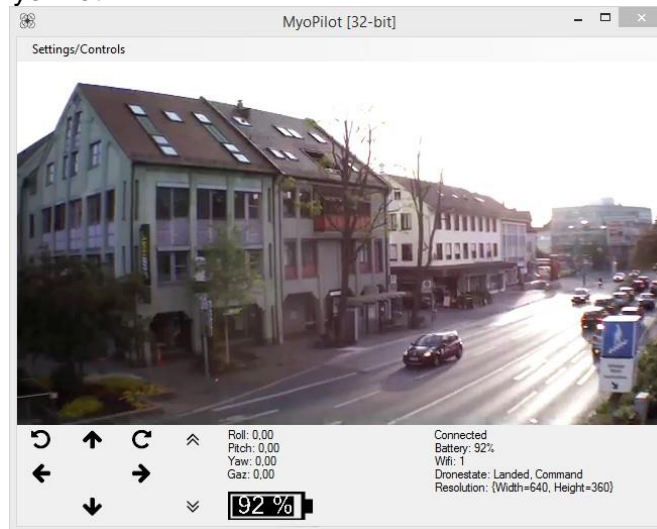 MyoPilot [32-bit]
Settings/Controls
Roll: 0,00
Pitch: 0,00
Yaw: 0,00
Gaz: 0,00
92 %
Connected
Battery: 92%
Wifi: 1
Dronestate: Landed, Command
Resolution: {Width=640, Height=360}